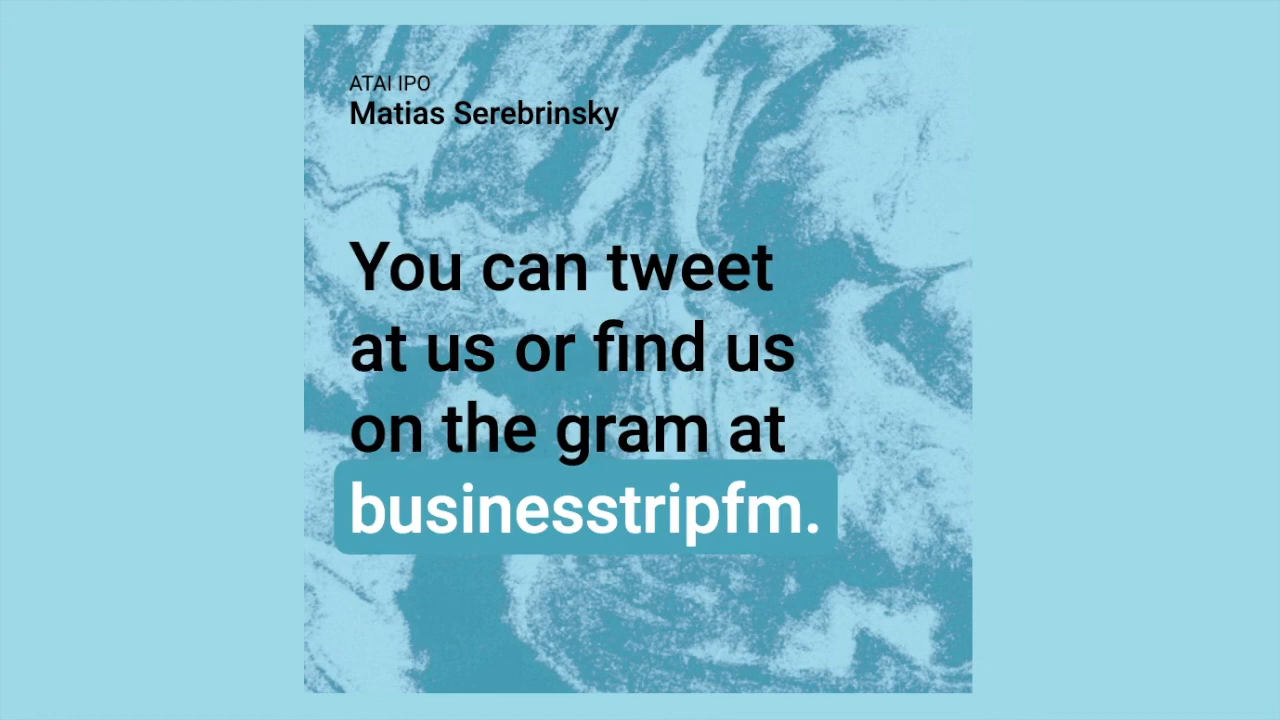 ATAI IPO
Matias Serebrinsky
You can tweet
at us or find us
on the gram at
businesstripfm.